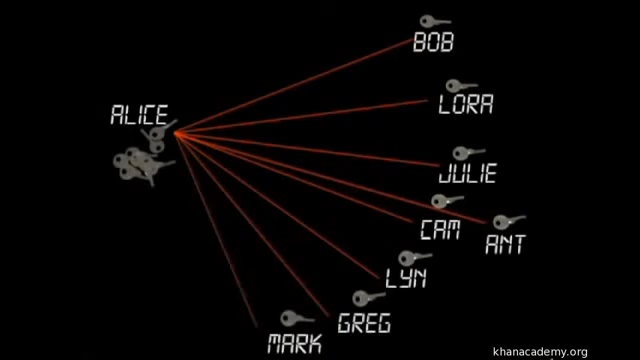 BOB
LORA
ALICE
JULIE
CAM
ANT
LYN
GREG
MARK
khanacademy.org